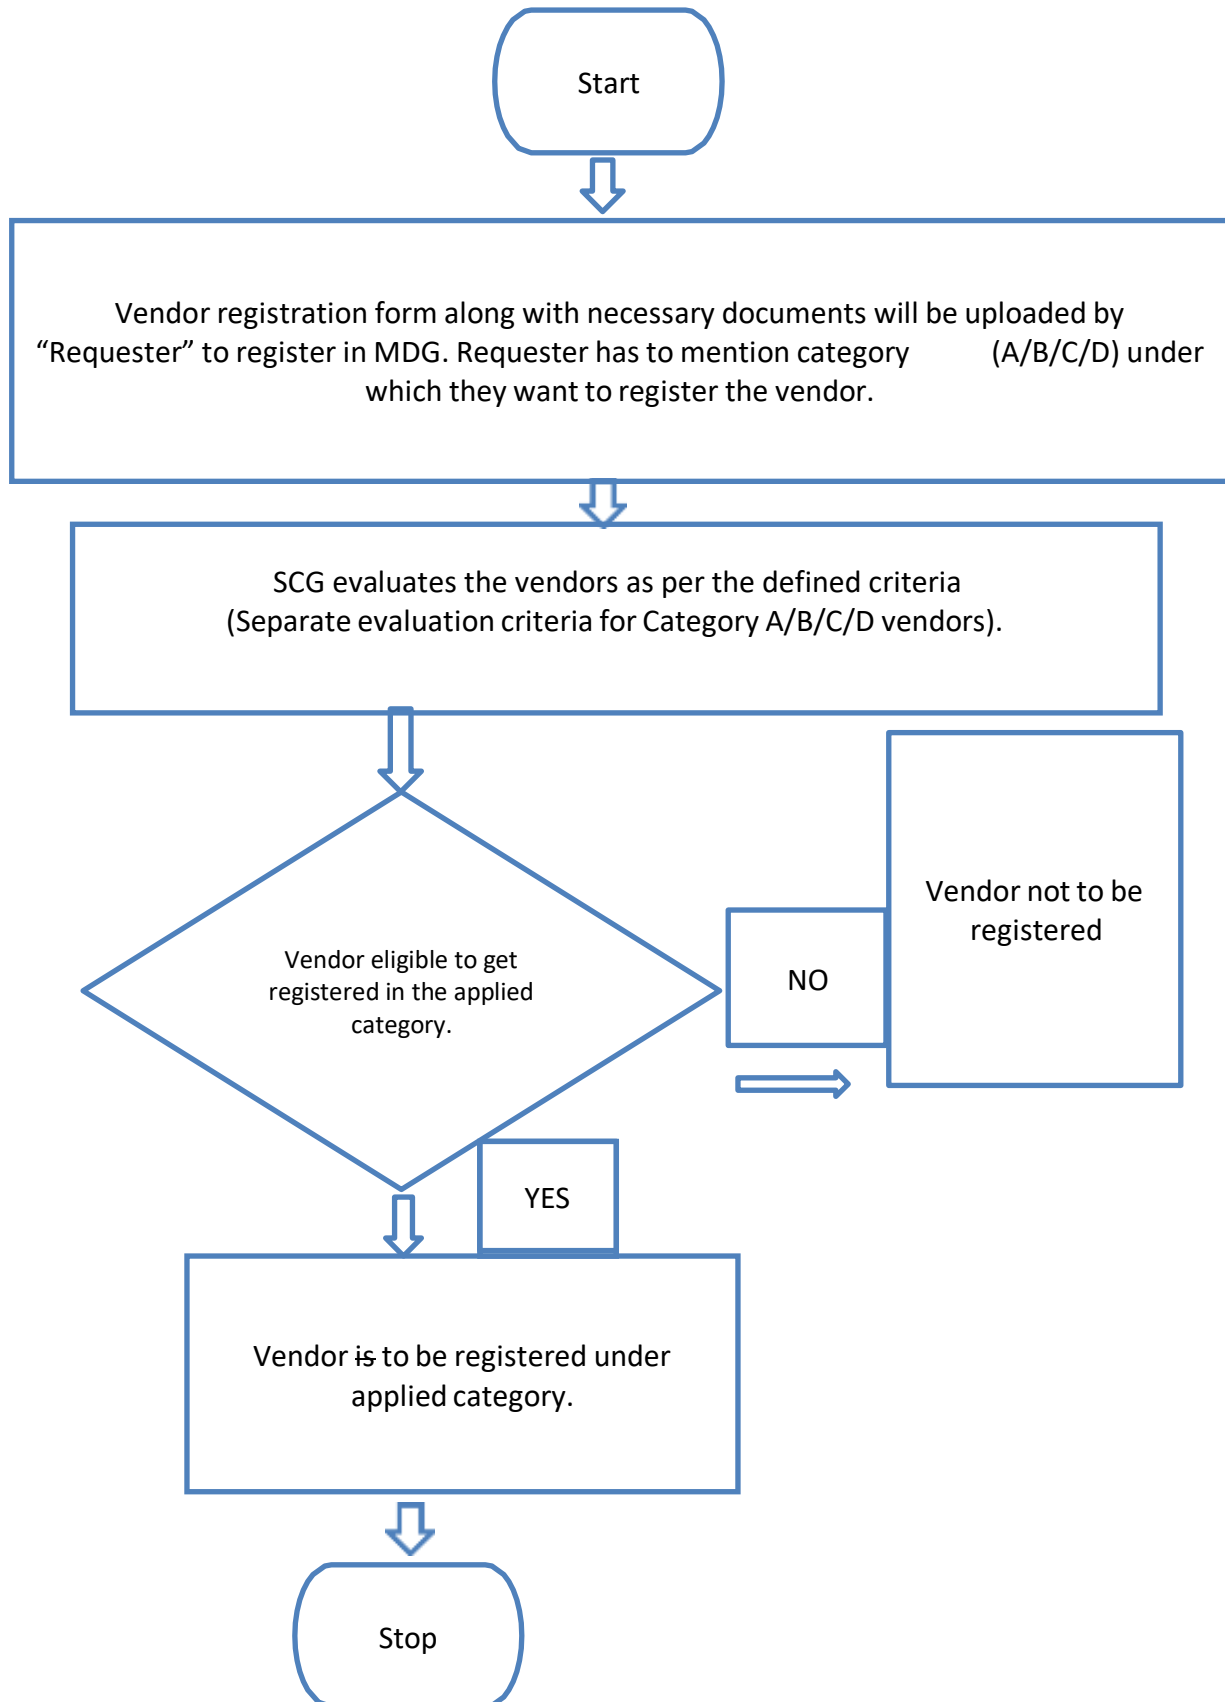 Start
Vendor registration form along with necessary documents will be uploaded by
“Requester” to register in MDG. Requester has to mention category (A/B/C/D) under
which they want to register the vendor.
SCG evaluates the vendors as per the defined criteria
(Separate evaluation criteria for Category A/B/C/D vendors).
Vendor not to be
registered
NO
Vendor eligible to get
registered in the applied
category.
YES
Vendor is to be registered under
applied category.
Stop